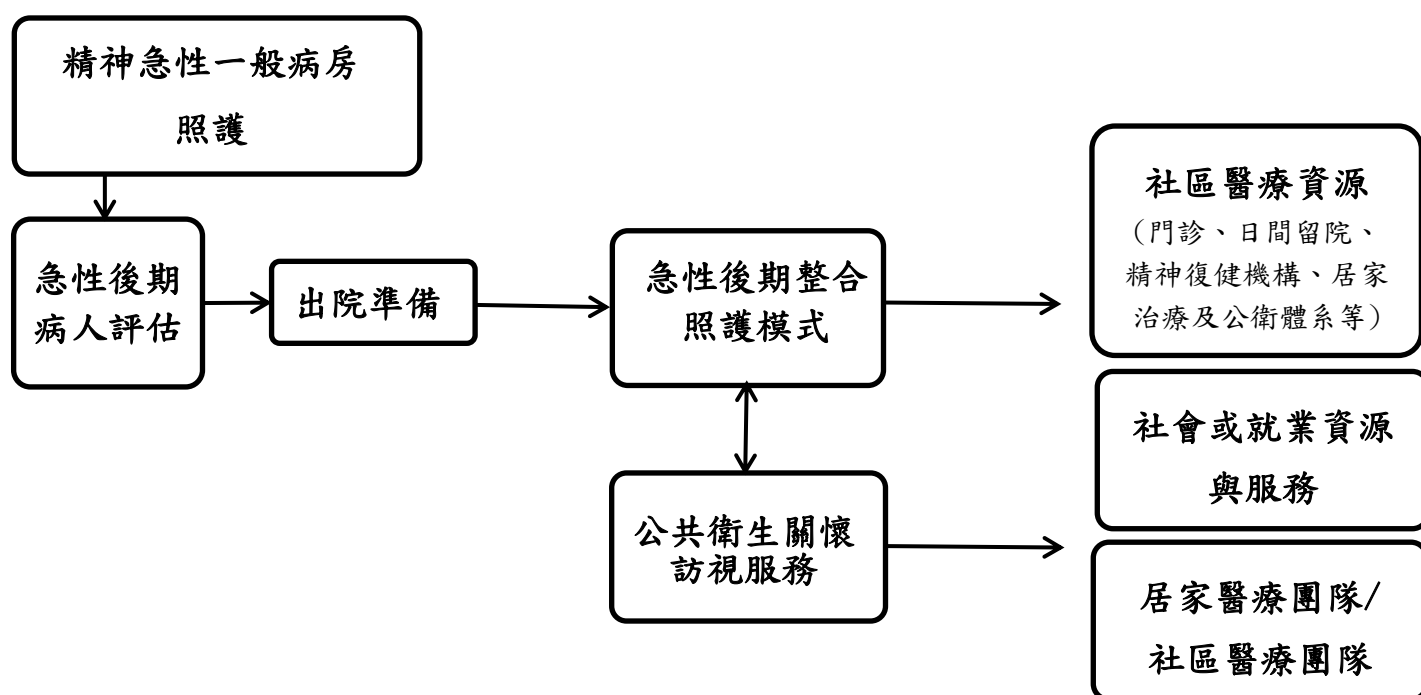 精神急性一般病房
照護
急性後期
病人評估
出院準備
急性後期整合
照護模式
公共衛生關懷
訪視服務
社區醫療資源
（門診、日間留院、
精神復健機構、居家
治療及公衛體系等）
社會或就業資源
與服務
居家醫療團隊/
社區醫療團隊